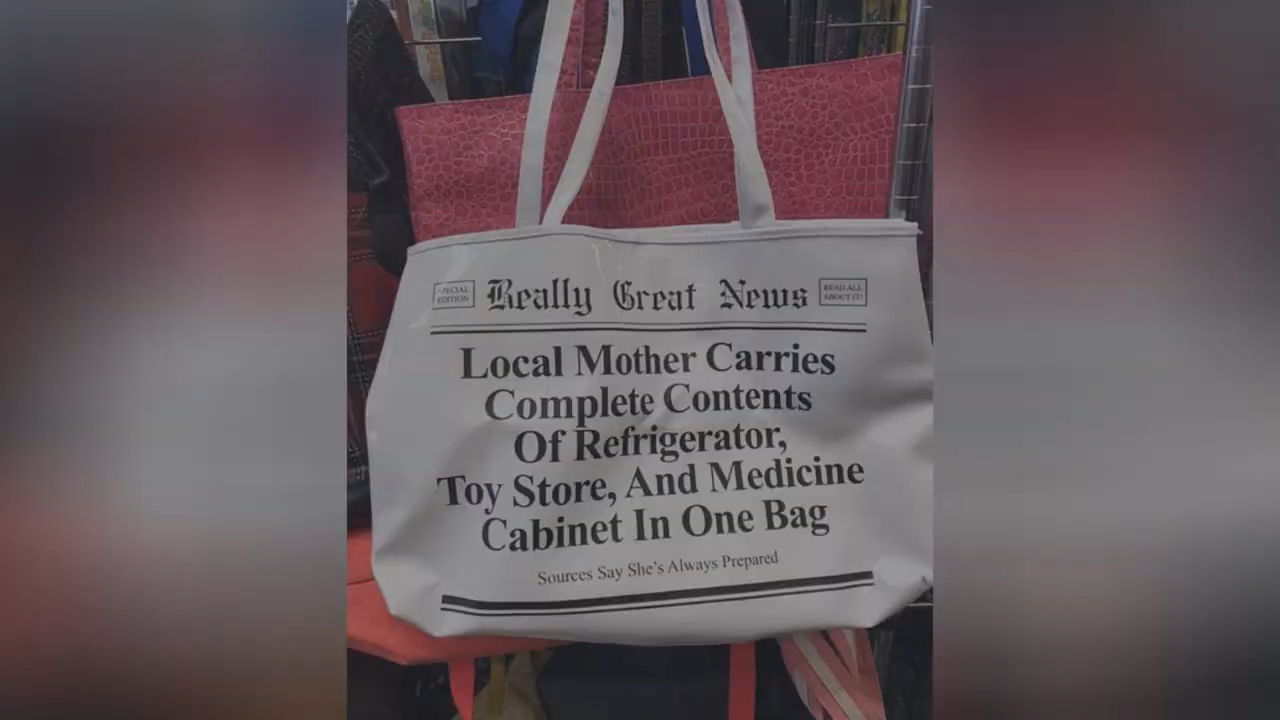 SPECIAL
EDITION
Really Great News
READ ALL
ABOUT IT!
Local Mother Carries
Complete Contents
Of Refrigerator,
Toy Store, And Medicine
Cabinet In One Bag
Sources Say She's Always Prepared